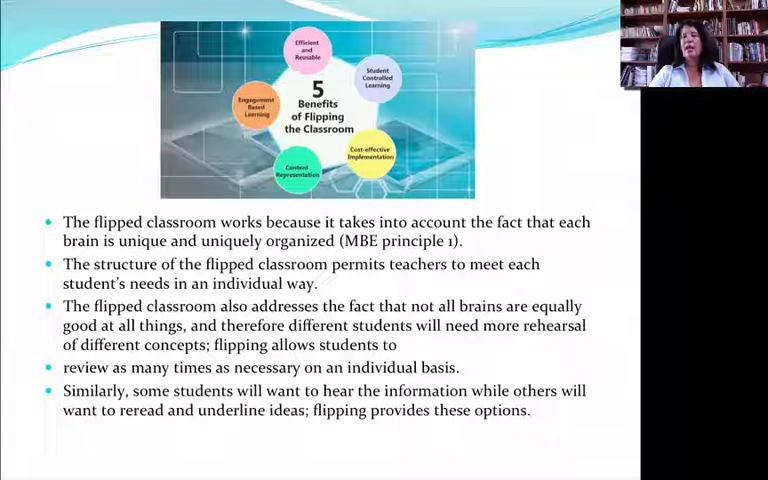 Efficient
and
Reusable
Student
Controlled
Learning
5
Benefits
of Flipping
the Classroom
Engagement
Based
Learning
Cost-effective
Implementation
Content
Representation
The flipped classroom works because it takes into account the fact that each
brain is unique and uniquely organized (MBE principle 1).
The structure of the flipped classroom permits teachers to meet each
student's needs in an individual way.
The flipped classroom also addresses the fact that not all brains are equally
good at all things, and therefore different students will need more rehearsal
of different concepts; flipping allows students to
review as many times as necessary on an individual basis.
Similarly, some students will want to hear the information while others will
want to reread and underline ideas; flipping provides these options.